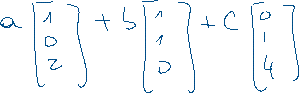 a [1 0 2] + b [1 1 0] + c [0 1 4]